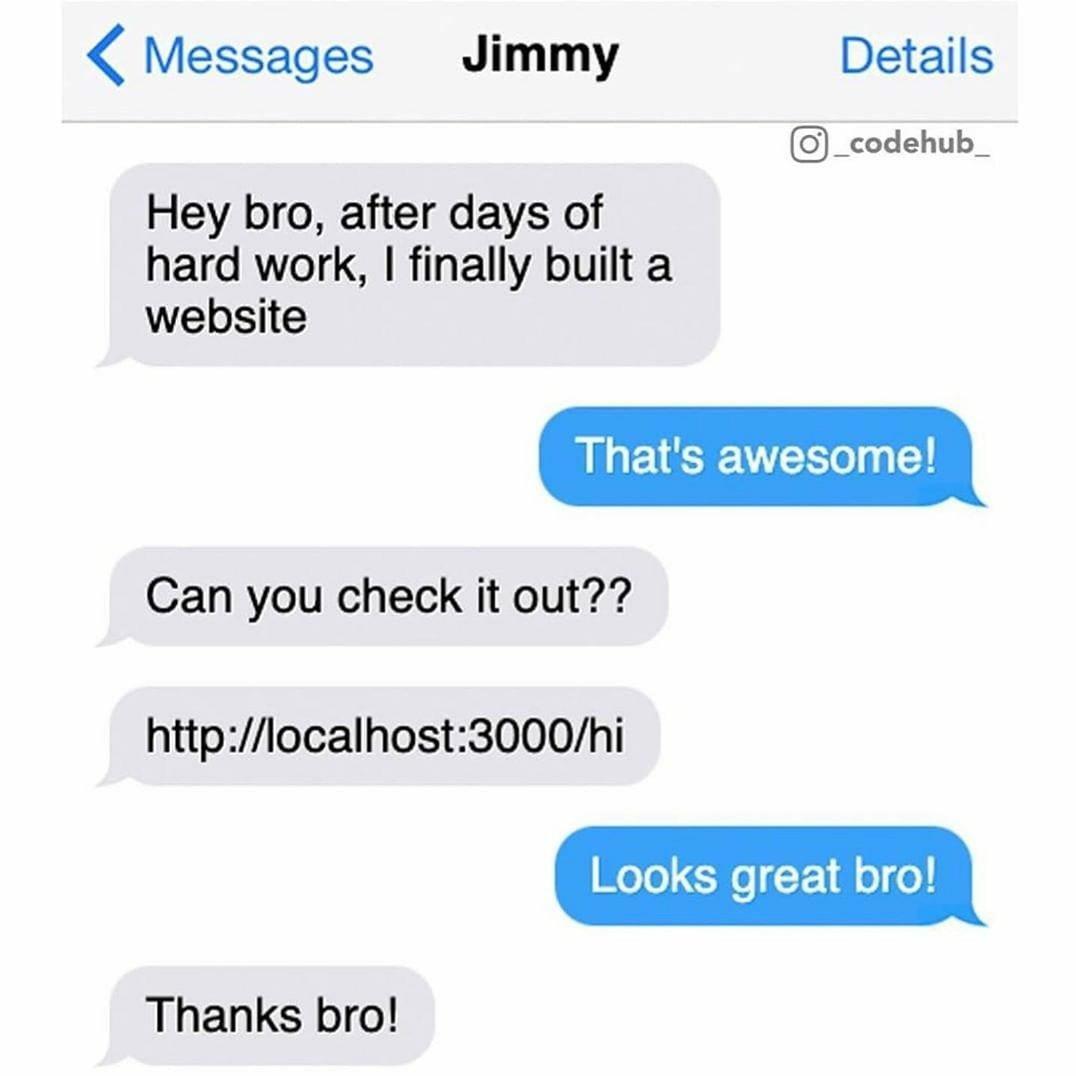 Messages Jimmy Details
_codehub_
Hey bro, after days of
hard work, I finally built a
website
That's awesome!
Can you check it out??
http://localhost:3000/hi
Looks great bro!
Thanks bro!